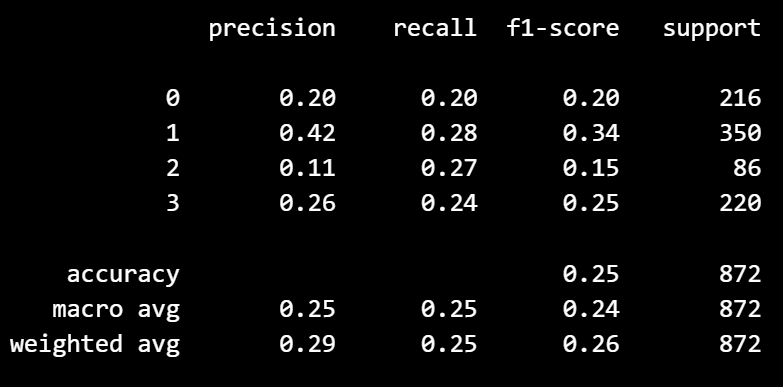 precision recall f1-score support
0 0.20 0.20 0.20 216
1 0.42 0.28 0.34 350
2 0.11 0.27 0.15 86
3 0.26 0.24 0.25 220
accuracy 0.25 872
macro avg 0.25 0.25 0.24 872
weighted avg 0.29 0.25 0.26 872